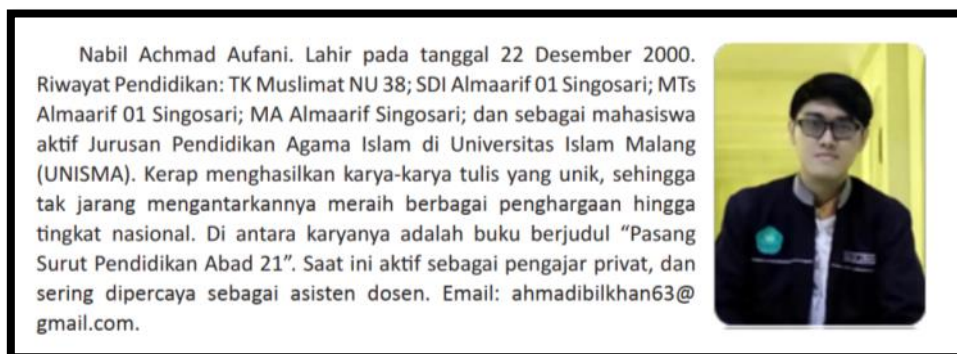 Nabil Achmad Aufani. Lahir pada tanggal 22 Desember 2000.
Riwayat Pendidikan: TK Muslimat NU 38; SDI Almaarif 01 Singosari; MTs
Almaarif 01 Singosari; MA Almaarif Singosari; dan sebagai mahasiswa
aktif Jurusan Pendidikan Agama Islam di Universitas Islam Malang
(UNISMA). Kerap menghasilkan karya-karya tulis yang unik, sehingga
tak jarang mengantarkannya meraih berbagai penghargaan hingga
tingkat nasional. Di antara karyanya adalah buku berjudul “Pasang
Surut Pendidikan Abad 21”. Saat ini aktif sebagai pengajar privat, dan
sering dipercaya sebagai asisten dosen. Email: ahmadibilkhan63@
gmail.com.